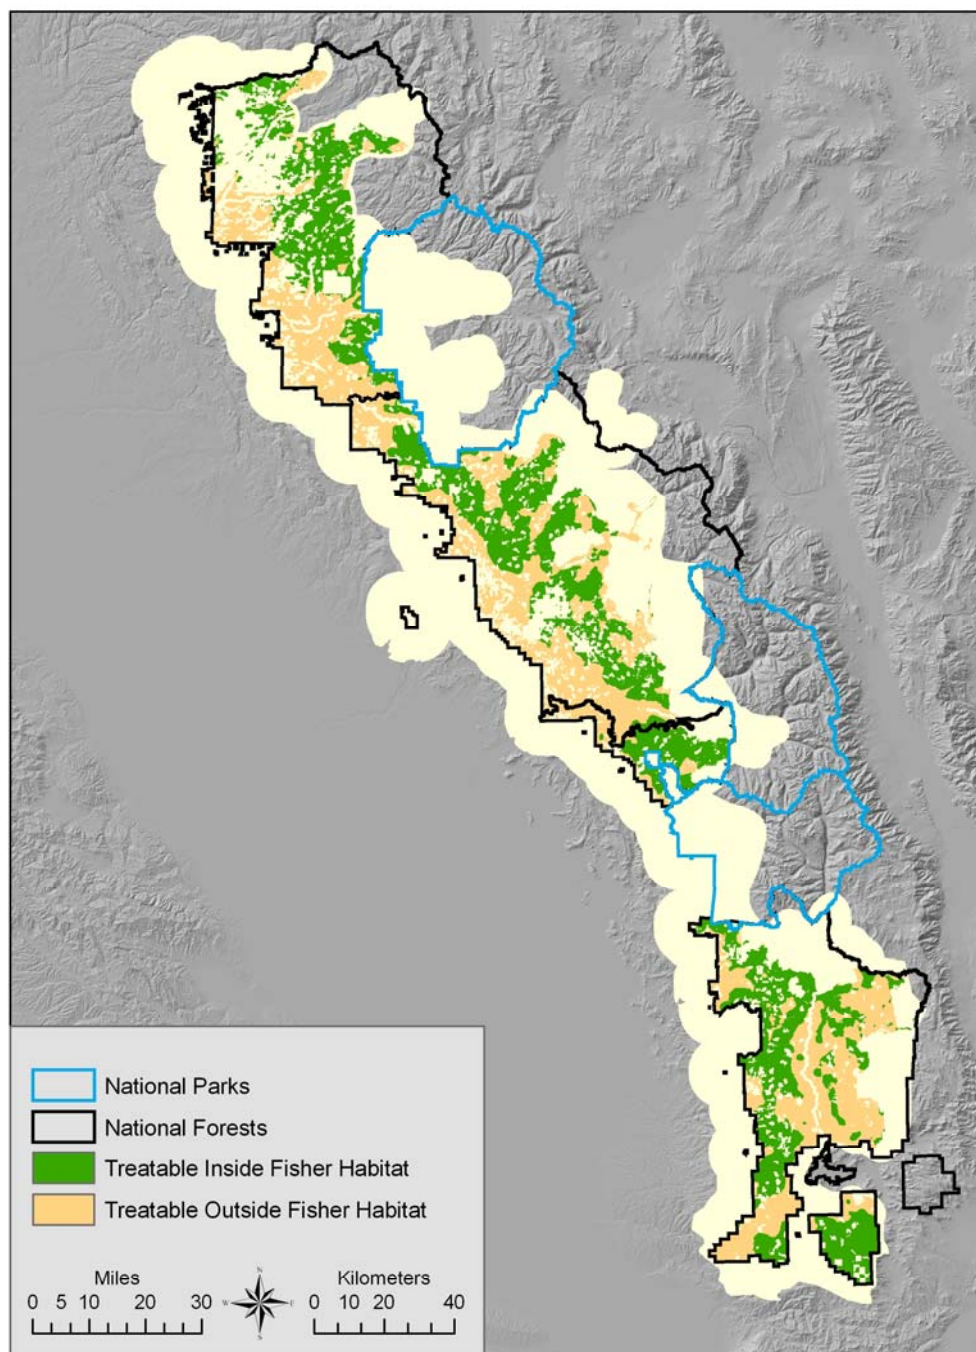 National Parks
National Forests
Treatable Inside Fisher Habitat
Treatable Outside Fisher Habitat
Miles
0 5 10 20 30
N
W E
S
Kilometers
0 10 20 40